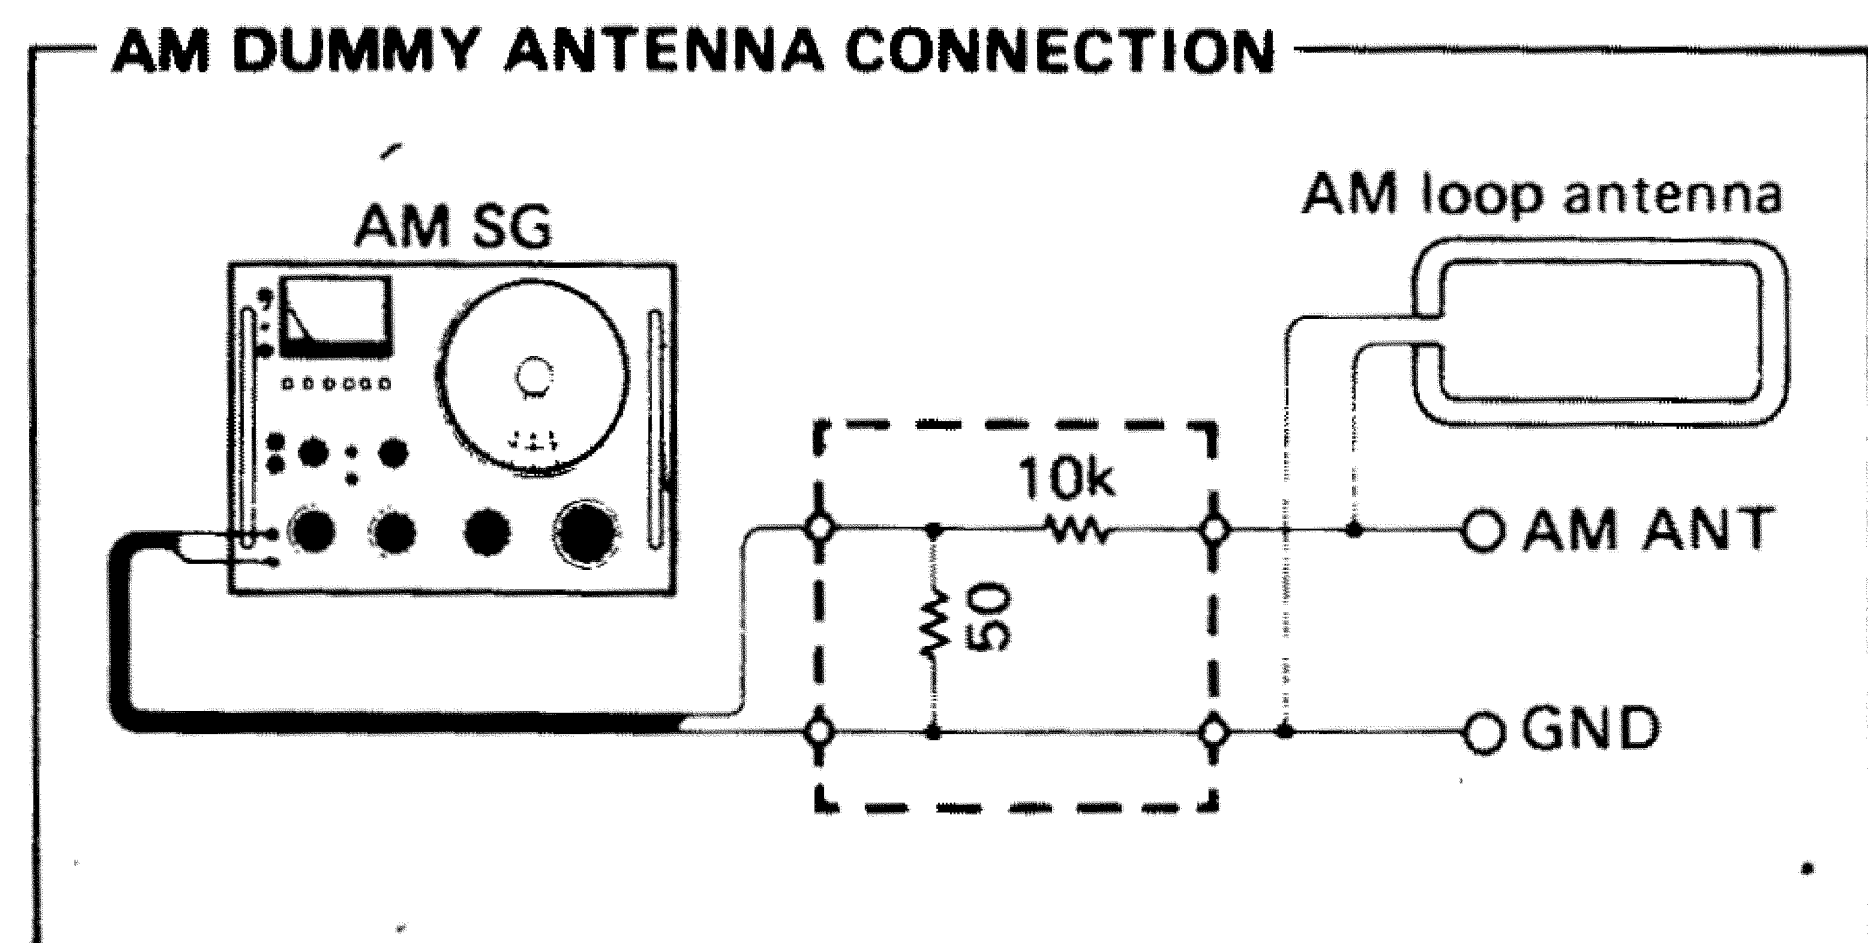 AM DUMMY ANTENNA CONNECTION
AM SG
AM loop antenna
10k
50
AM ANT
GND